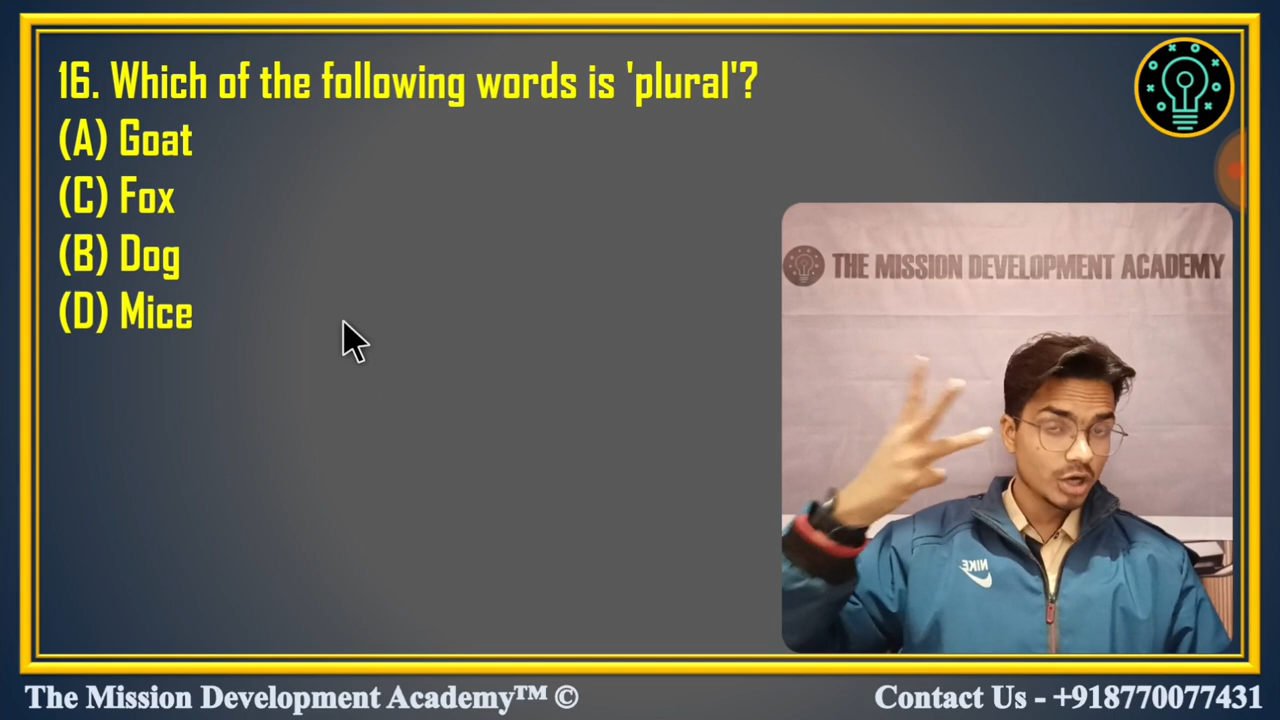 16. Which of the following words is 'plural'?
(A) Goat
(C) Fox
(B) Dog
(D) Mice
THE MISSION DEVELOPMENT ACADEMY
NIKE
The Mission Development Academy™ ©
Contact Us - +918770077431